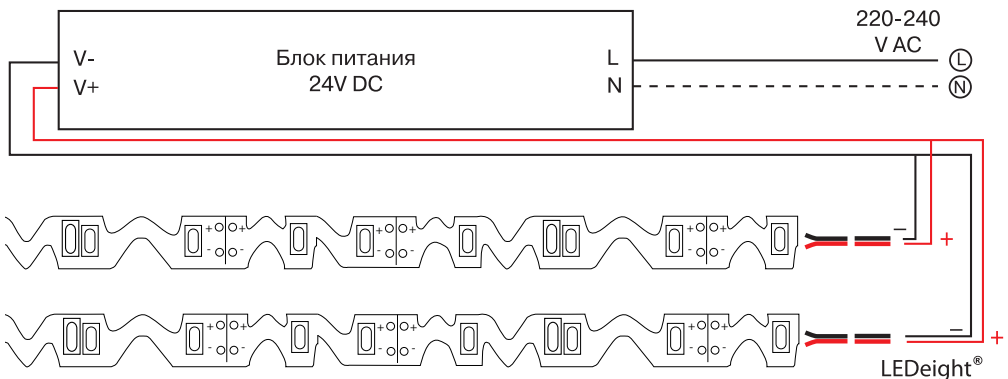 220-240
V AC
V-
Блок питания
L
L
V+
24V DC
N
N
+ + + + + +
- - - - - -
−
+
+ + + + + +
- - - - - -
−
+
LEDeight®